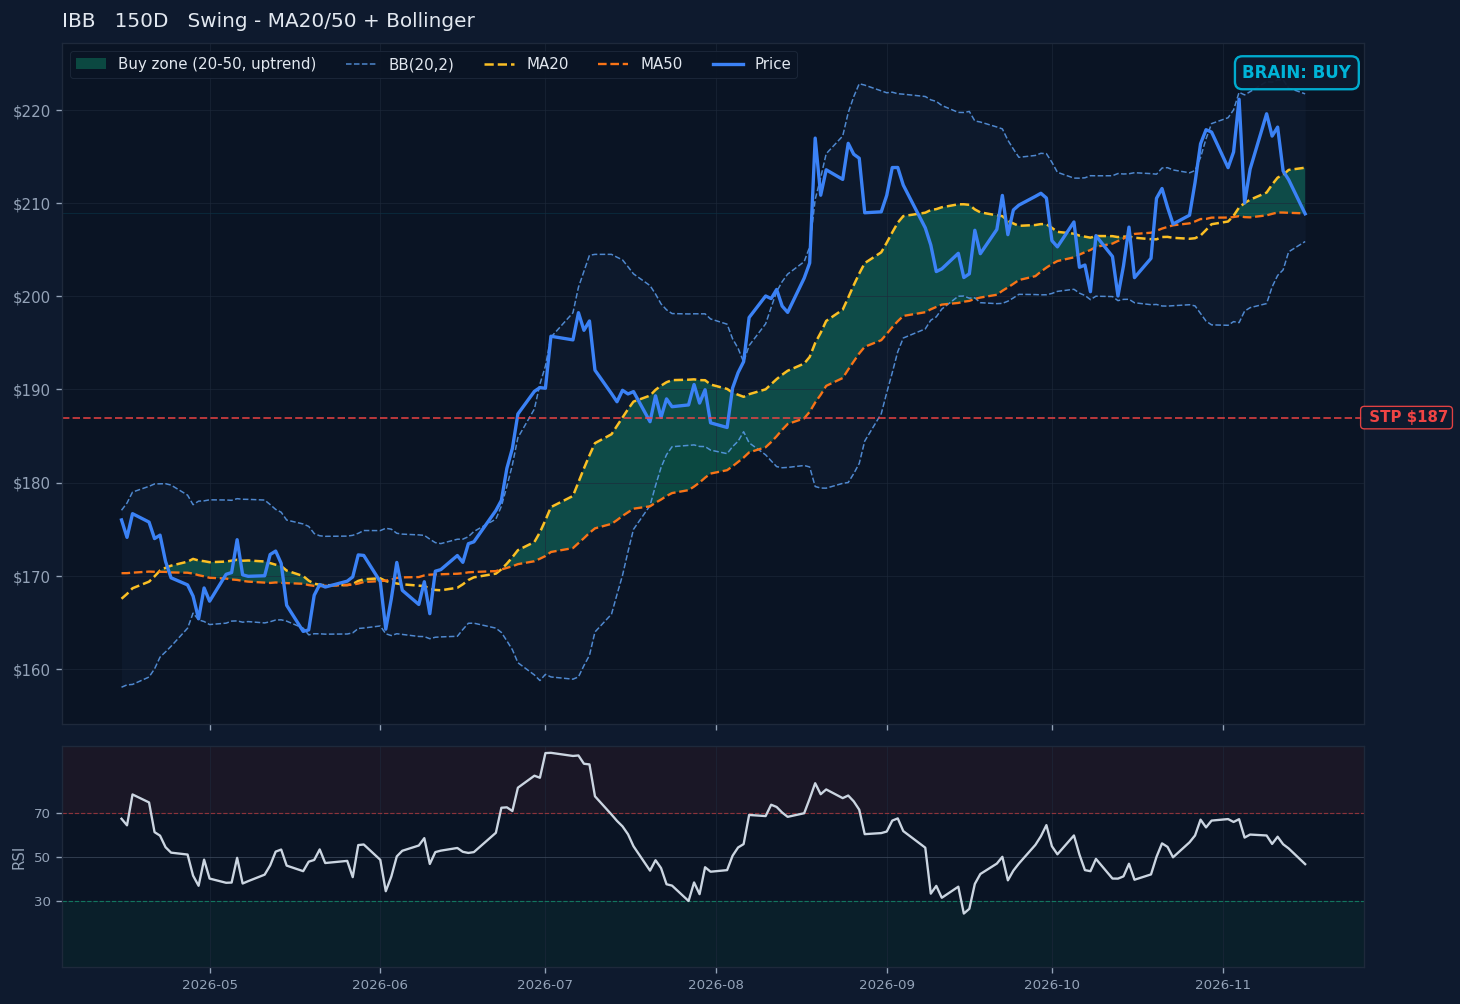 IBB   150D   Swing - MA20/50 + Bollinger
Buy zone (20-50, uptrend)   BB(20,2)   MA20   MA50   Price
BRAIN: BUY
$220
$210
$200
$190
STP $187
$180
$170
$160
70
50
30
RSI
2026-05   2026-06   2026-07   2026-08   2026-09   2026-10   2026-11